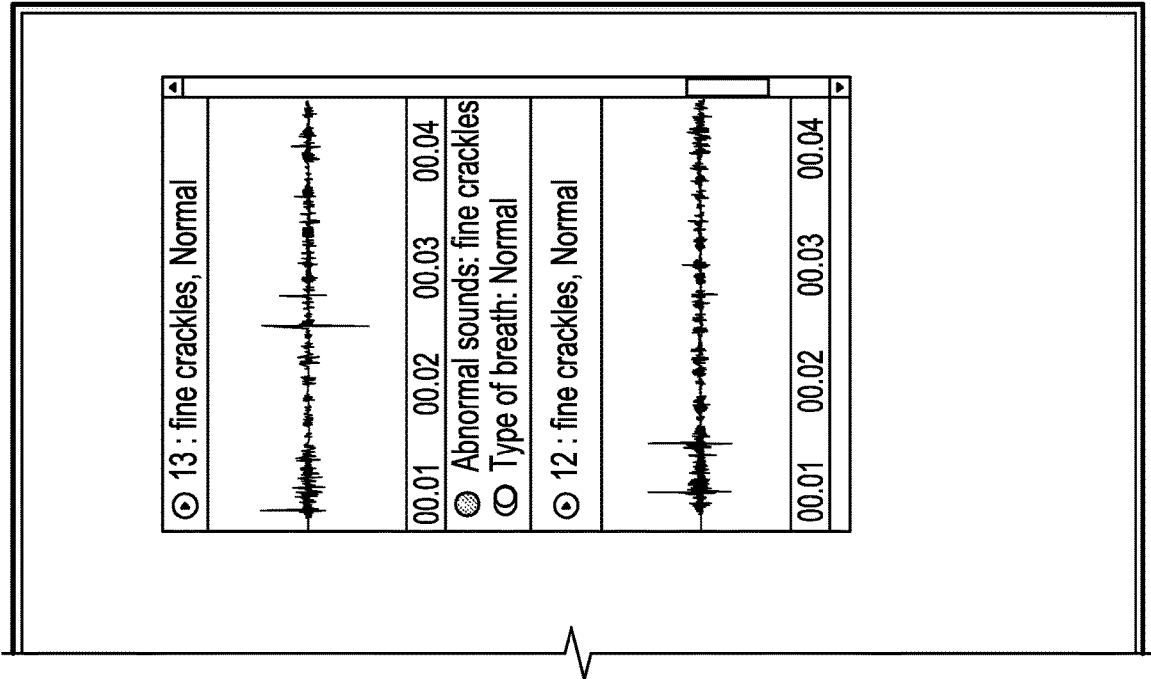 13 : fine crackles, Normal
00.01 00.02 00.03 00.04
Abnormal sounds: fine crackles
Type of breath: Normal
12 : fine crackles, Normal
00.01 00.02 00.03 00.04